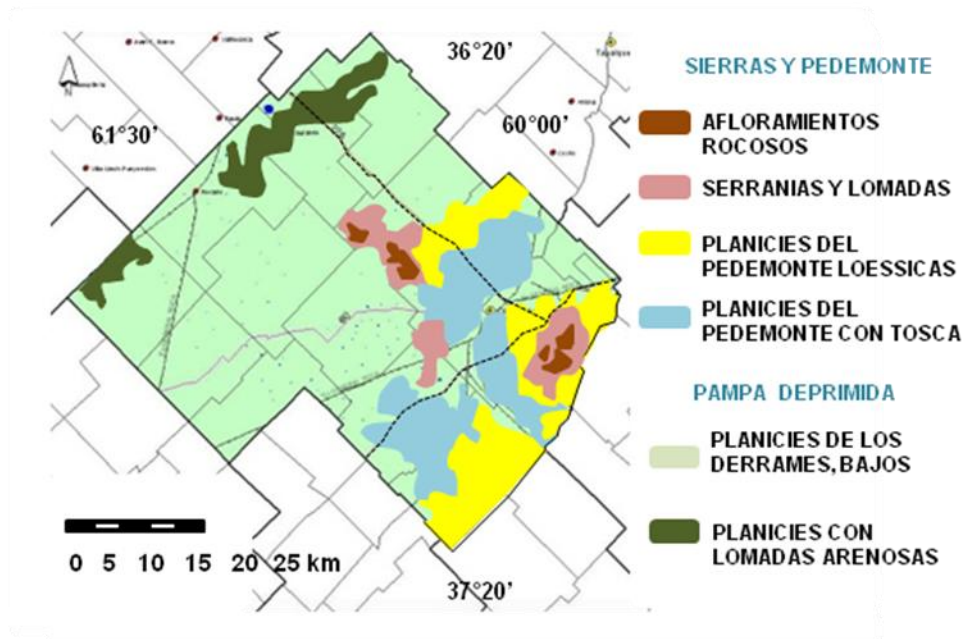 36°20'
61°30'
60°00'
N
37°20'
0 5 10 15 20 25 km
SIERRAS Y PEDEMONTE
AFLORAMIENTOS
ROCOSOS
SERRANIAS Y LOMADAS
PLANICIES DEL
PEDEMONTE LOESSICAS
PLANICIES DEL
PEDEMONTE CON TOSCA
PAMPA DEPRIMIDA
PLANICIES DE LOS
DERRAMES, BAJOS
PLANICIES CON
LOMADAS ARENOSAS